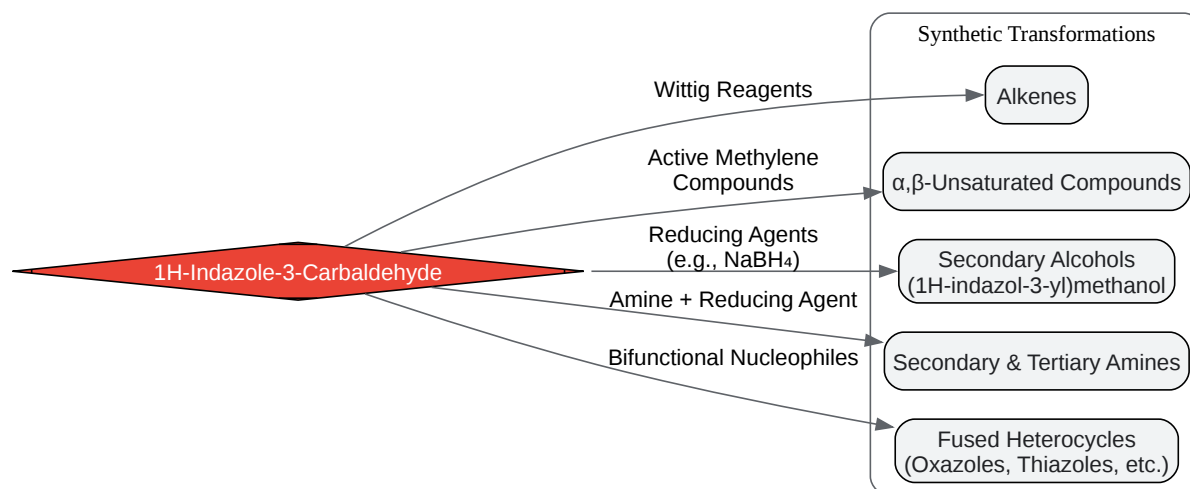 Synthetic Transformations
Wittig Reagents
Alkenes
Active Methylene
Compounds
α,β-Unsaturated Compounds
1H-Indazole-3-Carbaldehyde
Reducing Agents
(e.g., NaBH₄)
Secondary Alcohols
(1H-indazol-3-yl)methanol
Amine + Reducing Agent
Secondary & Tertiary Amines
Bifunctional Nucleophiles
Fused Heterocycles
(Oxazoles, Thiazoles, etc.)